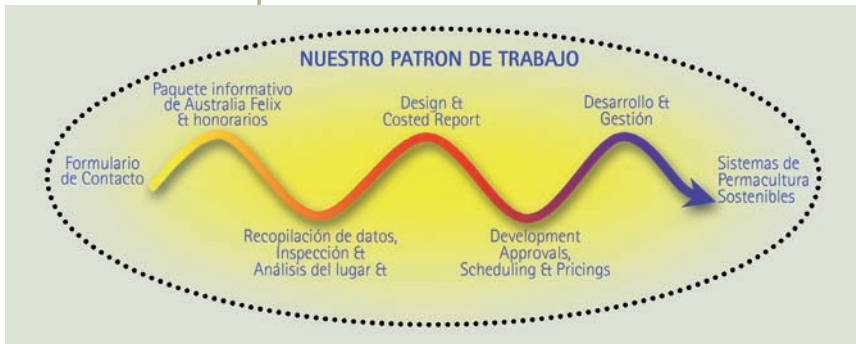 NUESTRO PATRON DE TRABAJO
Formulario
de Contacto
Paquete informativo
de Australia Felix
& honorarios
Recopilación de datos,
Inspección &
Análisis del lugar &
Design &
Costed Report
Development
Approvals,
Scheduling & Pricings
Desarrollo &
Gestión
Sistemas de
Permacultura
Sostenibles